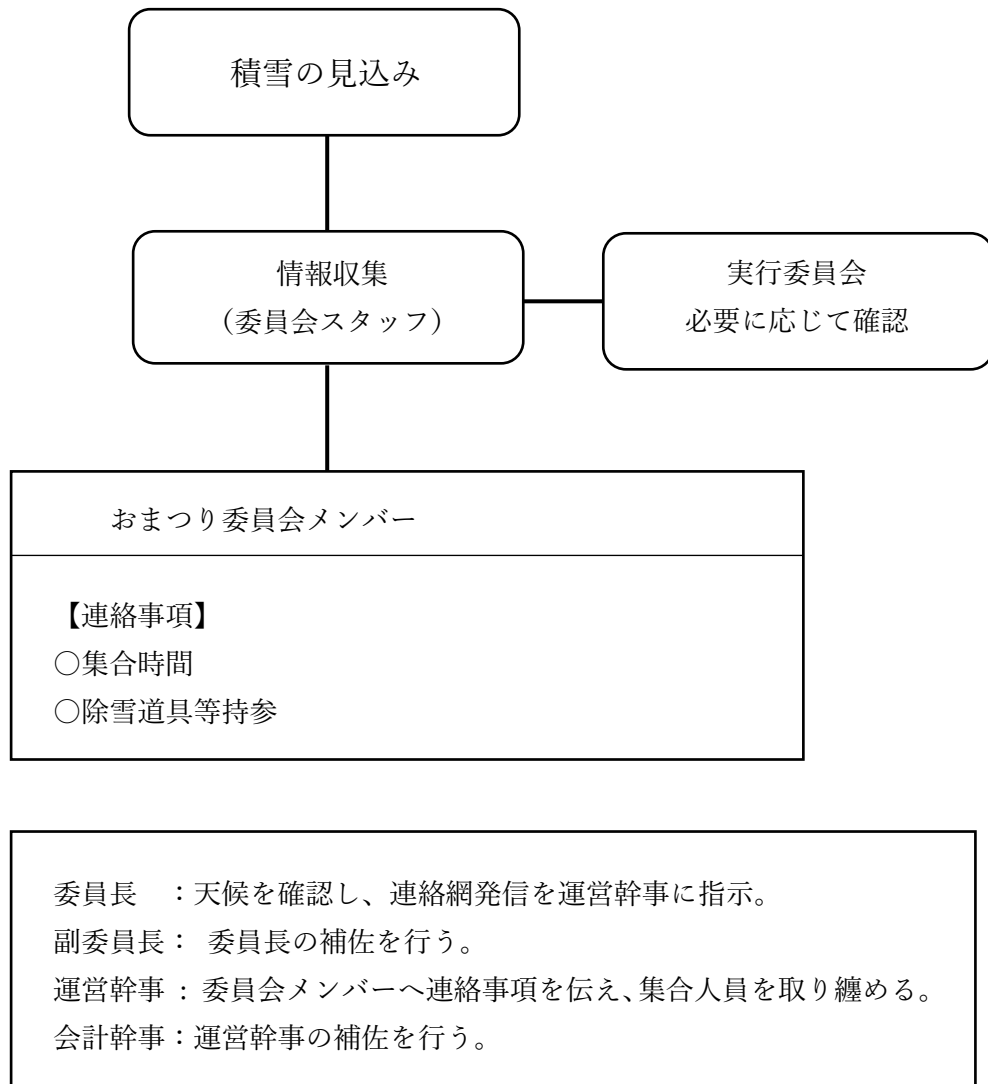 積雪の見込み
情報収集
（委員会スタッフ）
実行委員会
必要に応じて確認
おまつり委員会メンバー
【連絡事項】
〇集合時間
〇除雪道具等持参
委員長　：天候を確認し、連絡網発信を運営幹事に指示。
副委員長： 委員長の補佐を行う。
運営幹事：委員会メンバーへ連絡事項を伝え、集合人員を取り纏める。
会計幹事：運営幹事の補佐を行う。